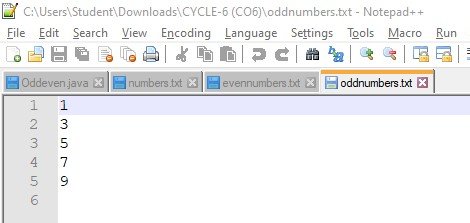 C:\Users\Student\Downloads\CYCLE-6 (CO6)\oddnumbers.txt - Notepad++
File Edit Search View Encoding Language Settings Tools Macro Run
Oddeven.java numbers.txt evennumbers.txt oddnumbers.txt
1 1
2 3
3 5
4 7
5 9
6